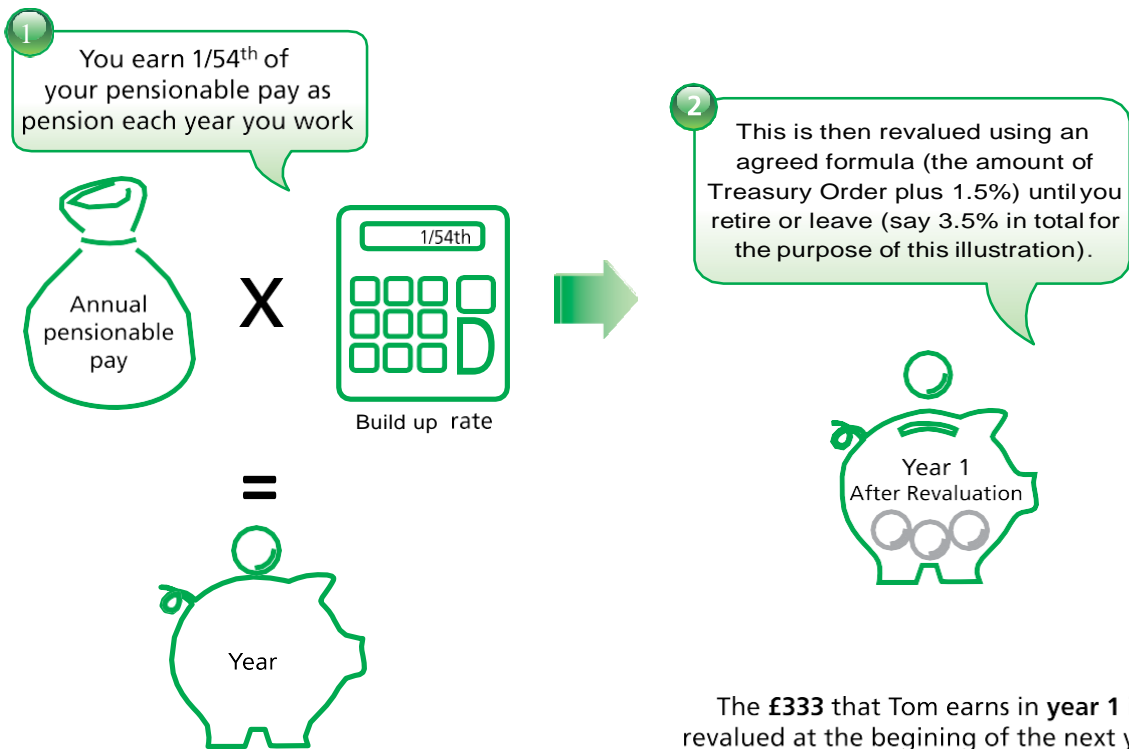 1
You earn 1/54th of
your pensionable pay as
pension each year you work
Annual
pensionable
pay
X
1/54th
Build up rate
=
Year
2
This is then revalued using an
agreed formula (the amount of
Treasury Order plus 1.5%) until you
retire or leave (say 3.5% in total for
the purpose of this illustration).
Year 1
After Revaluation
The £333 that Tom earns in year 1
revalued at the begining of the next